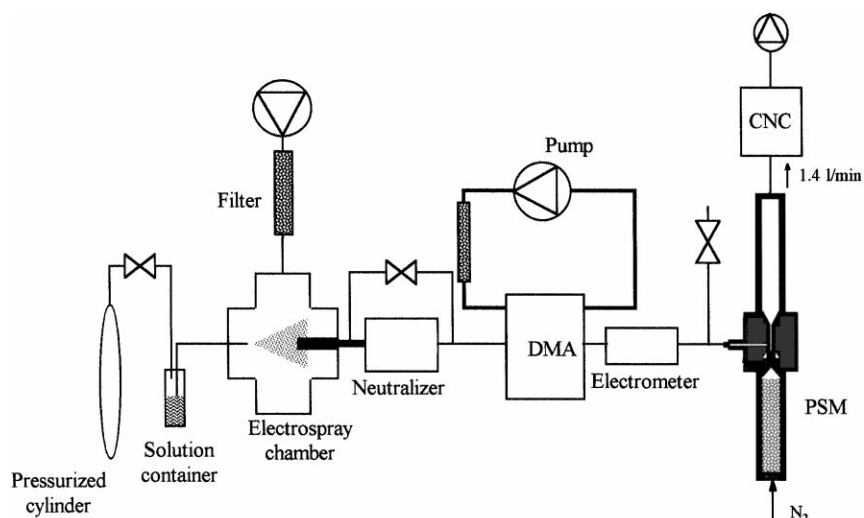 CNC
Pump
1.4 l/min
Filter
DMA
Neutralizer
Electrometer
Electrospray
chamber
PSM
Solution
container
Pressurized
cylinder
N2